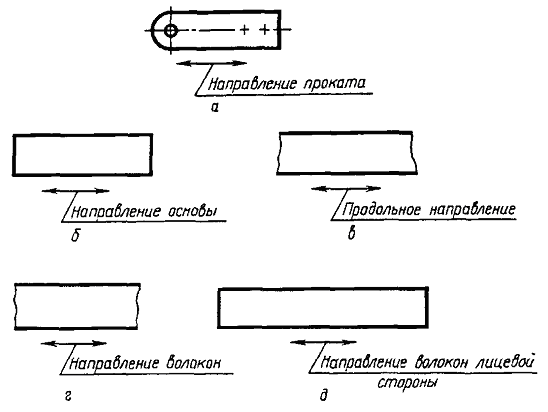 Направление проката
а
Направление основы
б
Продольное направление
в
Направление волокон
г
Направление волокон лицевой
стороны
д